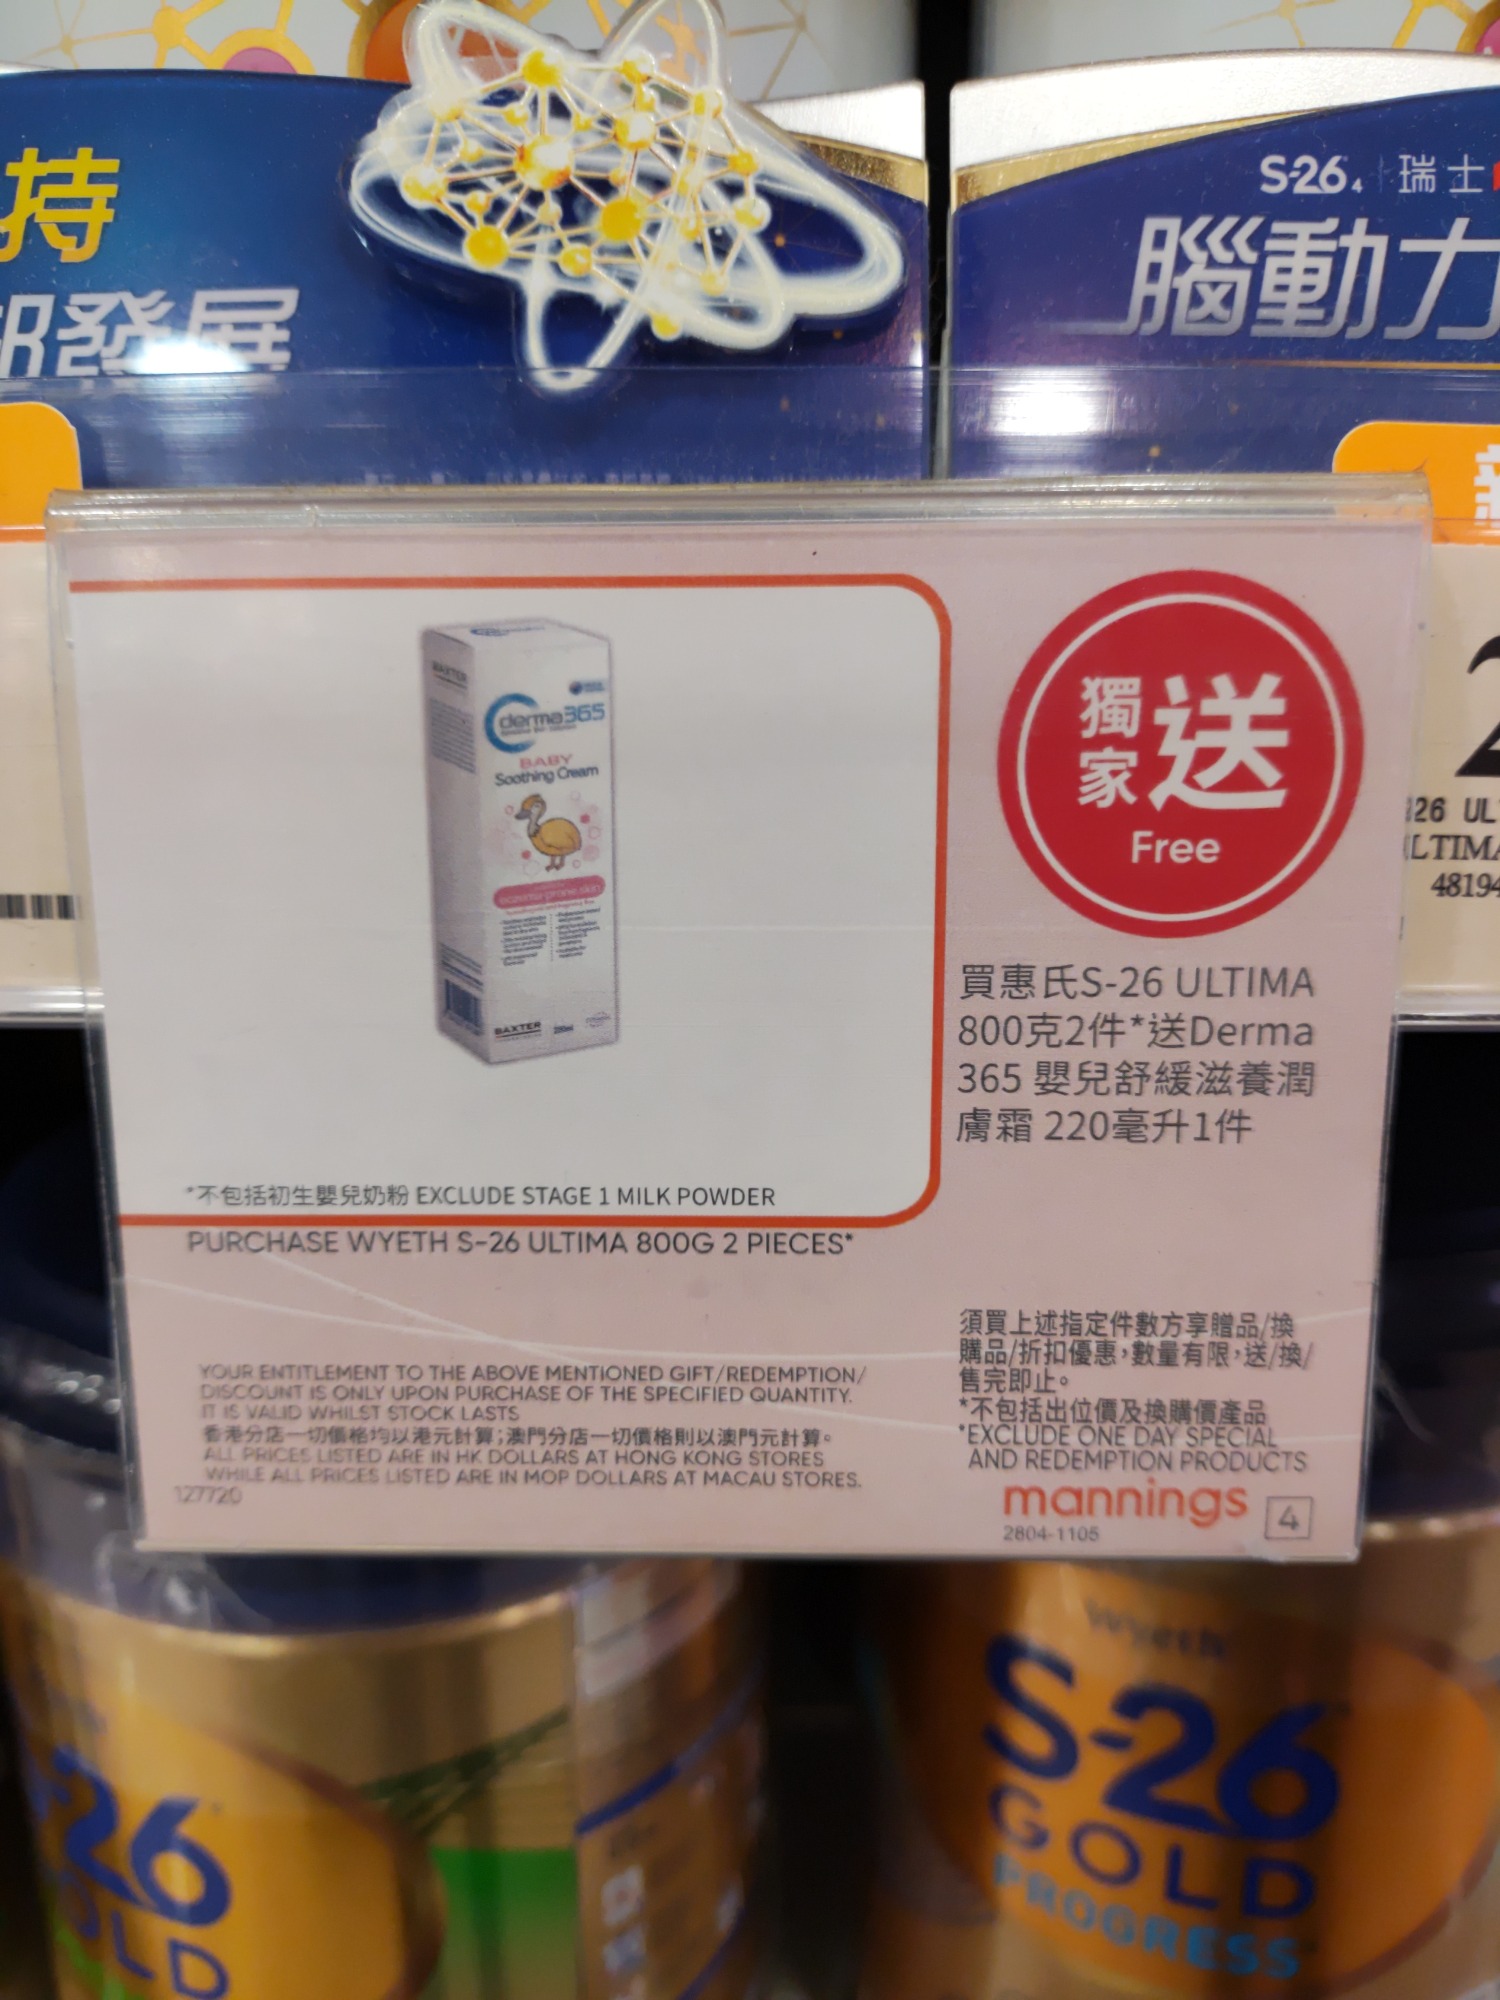 持
發展
S-26 4 瑞士
腦動力
BAXTER
derma365
BABY
Soothing Cream
eczema-prone skin
BAXTER
獨家送
Free
買惠氏S-26 ULTIMA
800克2件*送Derma
365 嬰兒舒緩滋養潤
膚霜 220毫升1件
*不包括初生嬰兒奶粉 EXCLUDE STAGE 1 MILK POWDER
PURCHASE WYETH S-26 ULTIMA 800G 2 PIECES*
YOUR ENTITLEMENT TO THE ABOVE MENTIONED GIFT/REDEMPTION/
DISCOUNT IS ONLY UPON PURCHASE OF THE SPECIFIED QUANTITY.
IT IS VALID WHILST STOCK LASTS
香港分店一切價格均以港元計算;澳門分店一切價格則以澳門元計算。
ALL PRICES LISTED ARE IN HK DOLLARS AT HONG KONG STORES
WHILE ALL PRICES LISTED ARE IN MOP DOLLARS AT MACAU STORES.
127720
須買上述指定件數方享贈品/換
購品/折扣優惠,數量有限,送/換/
售完即止。
*不包括出位價及換購價產品
*EXCLUDE ONE DAY SPECIAL
AND REDEMPTION PRODUCTS
mannings
4
2804-1105
2
26 UL
LTIMA
48194
Wyeth
S-26
GOLD
PROGRESS
26
OLD